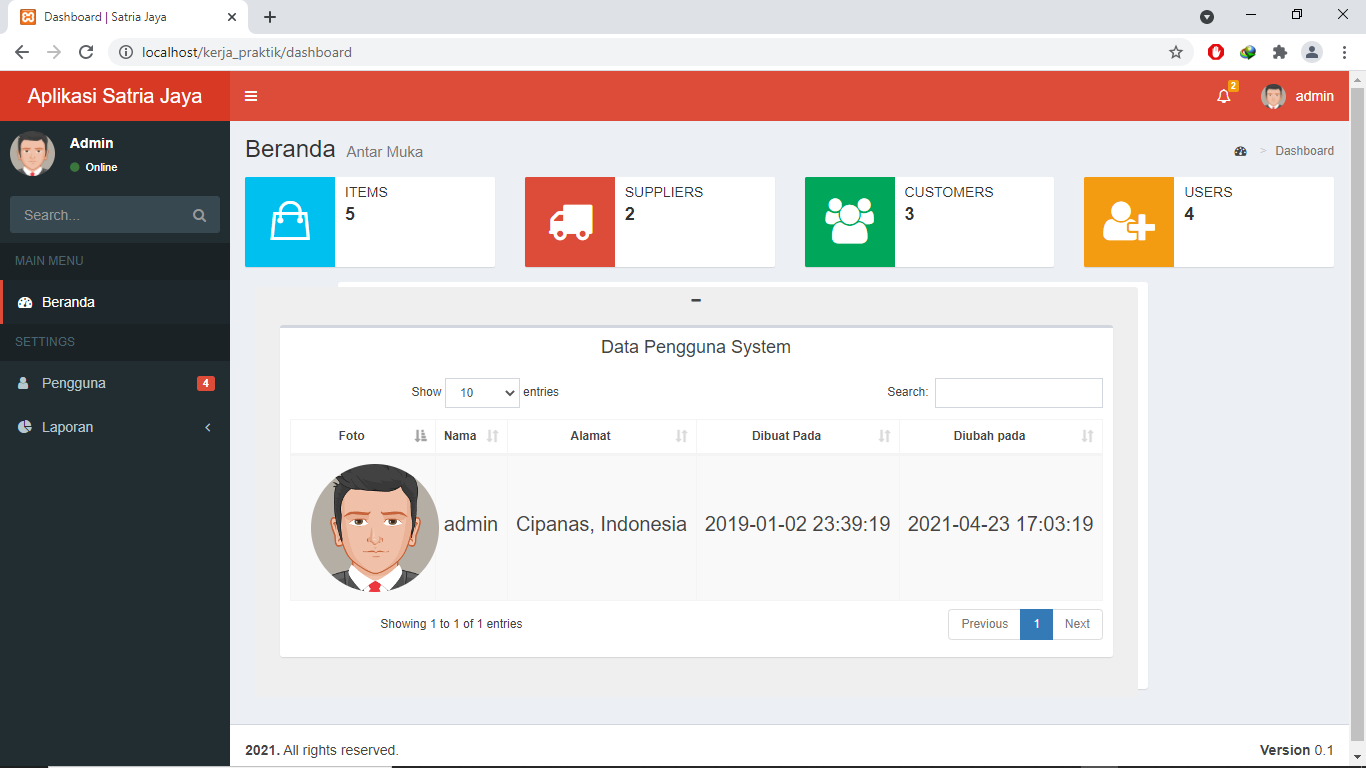 Dashboard | Satria Jaya
localhost/kerja_praktik/dashboard
Aplikasi Satria Jaya
2
admin
Admin
Online
Search...
MAIN MENU
Beranda
SETTINGS
Pengguna 4
Laporan
Beranda Antar Muka
> Dashboard
ITEMS
5
SUPPLIERS
2
CUSTOMERS
3
USERS
4
Data Pengguna System
Show 10 entries
Search:
Foto Nama Alamat Dibuat Pada Diubah pada
admin Cipanas, Indonesia 2019-01-02 23:39:19 2021-04-23 17:03:19
Showing 1 to 1 of 1 entries
Previous 1 Next
2021. All rights reserved.
Version 0.1